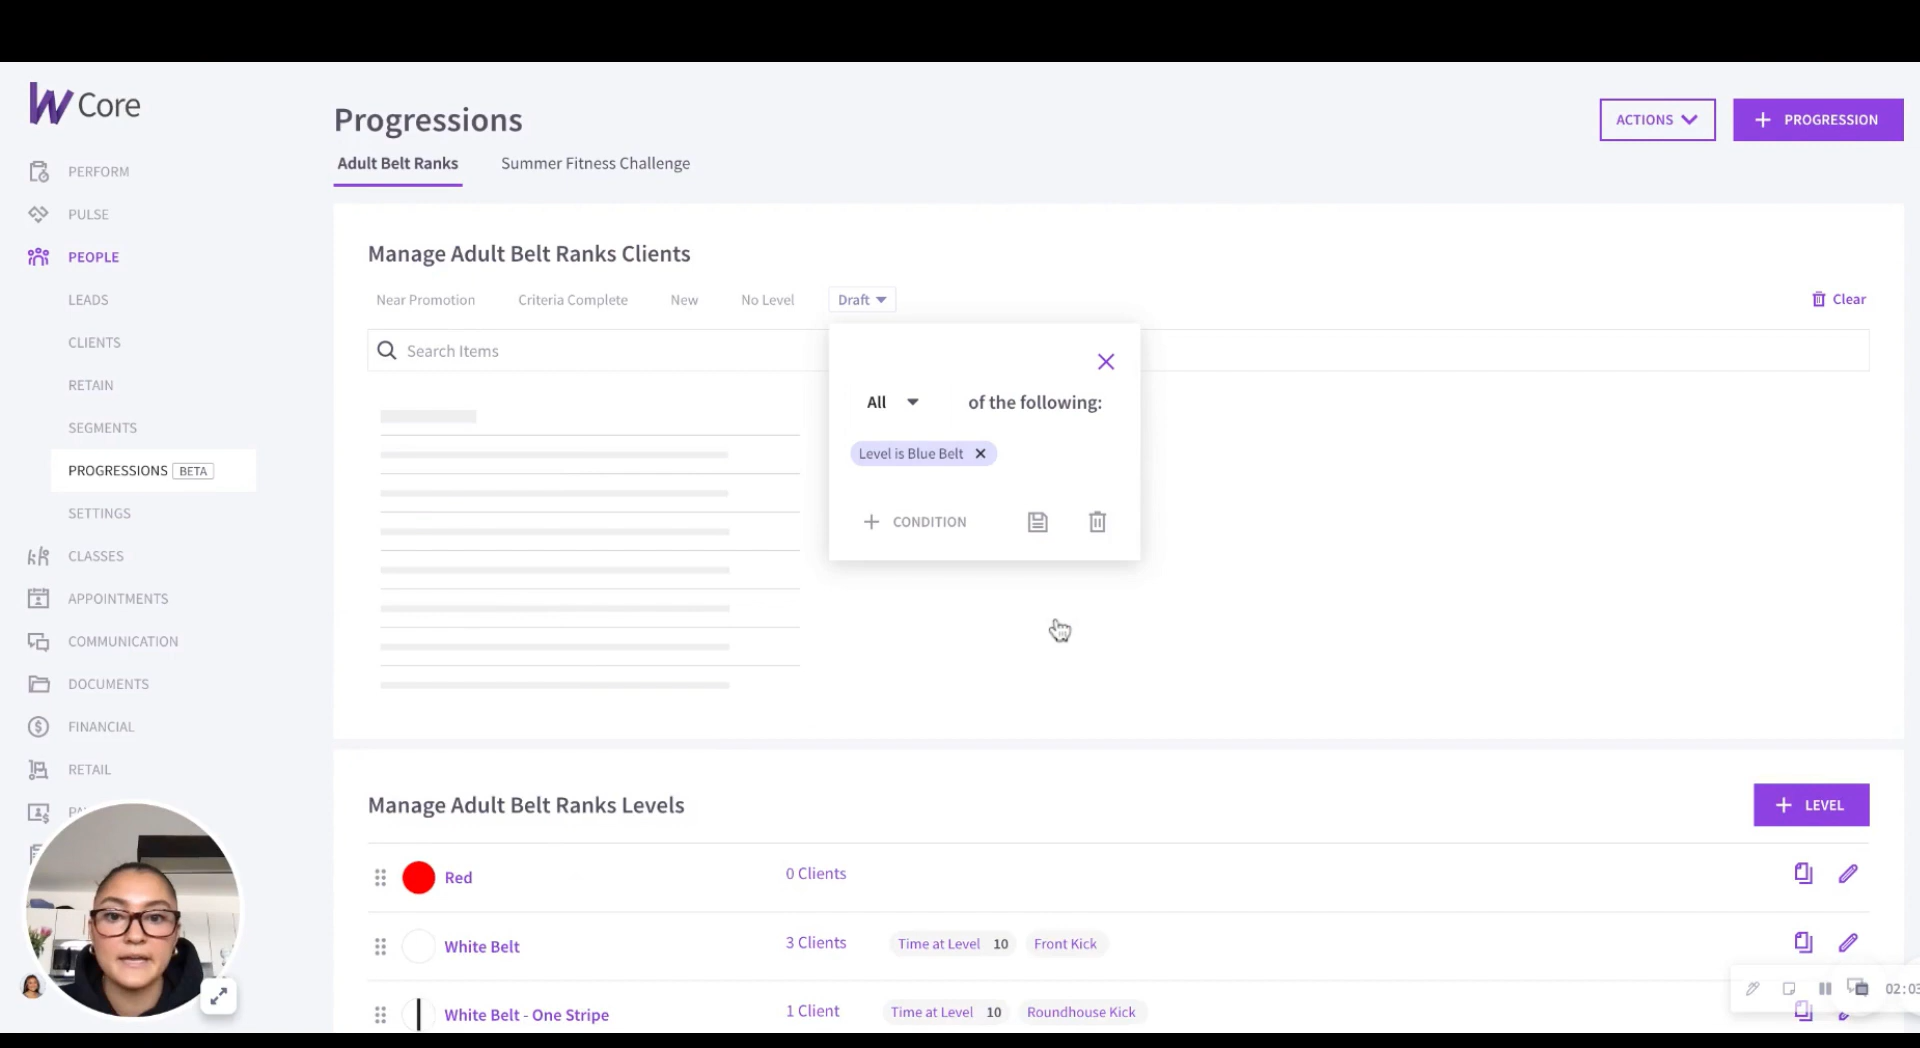 W Core
PERFORM
PULSE
PEOPLE
LEADS
CLIENTS
RETAIN
SEGMENTS
PROGRESSIONS BETA
SETTINGS
CLASSES
APPOINTMENTS
COMMUNICATION
DOCUMENTS
FINANCIAL
RETAIL
Progressions
ACTIONS
+ PROGRESSION
Adult Belt Ranks Summer Fitness Challenge
Manage Adult Belt Ranks Clients
Near Promotion Criteria Complete New No Level Draft Clear
Search Items
All of the following:
Level is Blue Belt ×
+ CONDITION
Manage Adult Belt Ranks Levels
+ LEVEL
Red 0 Clients
White Belt 3 Clients Time at Level 10 Front Kick
White Belt - One Stripe 1 Client Time at Level 10 Roundhouse Kick
02:03